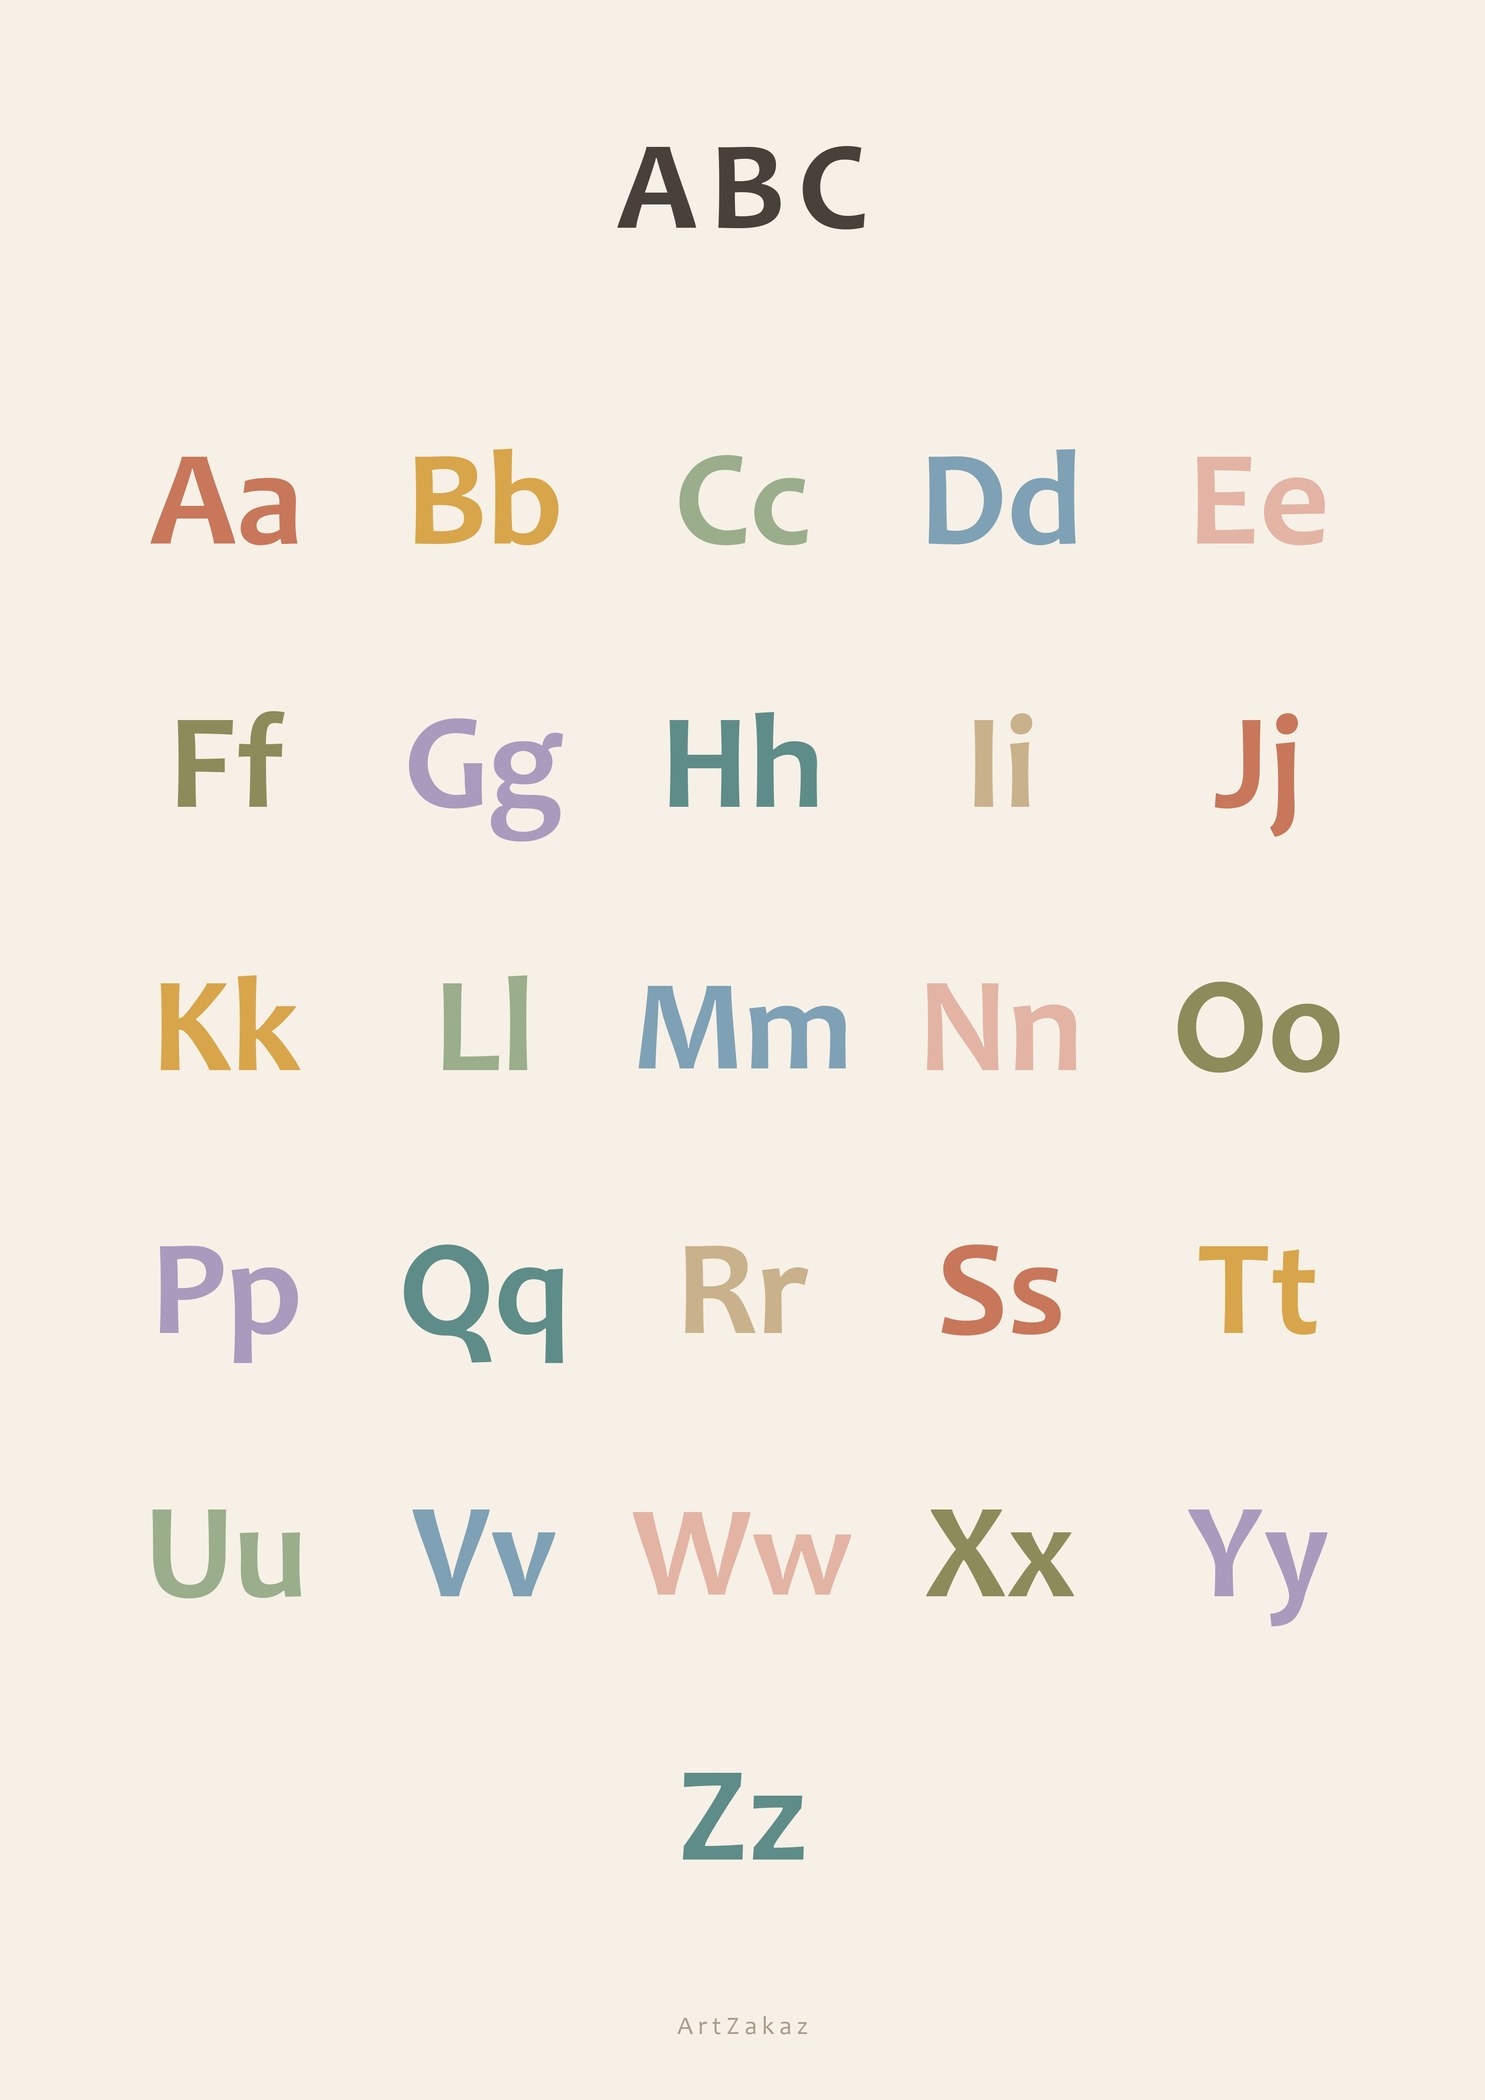 ABC
Aa Bb Cc Dd Ee
Ff Gg Hh Ii Jj
Kk Ll Mm Nn Oo
Pp Qq Rr Ss Tt
Uu Vv Ww Xx Yy
Zz
ArtZakaz